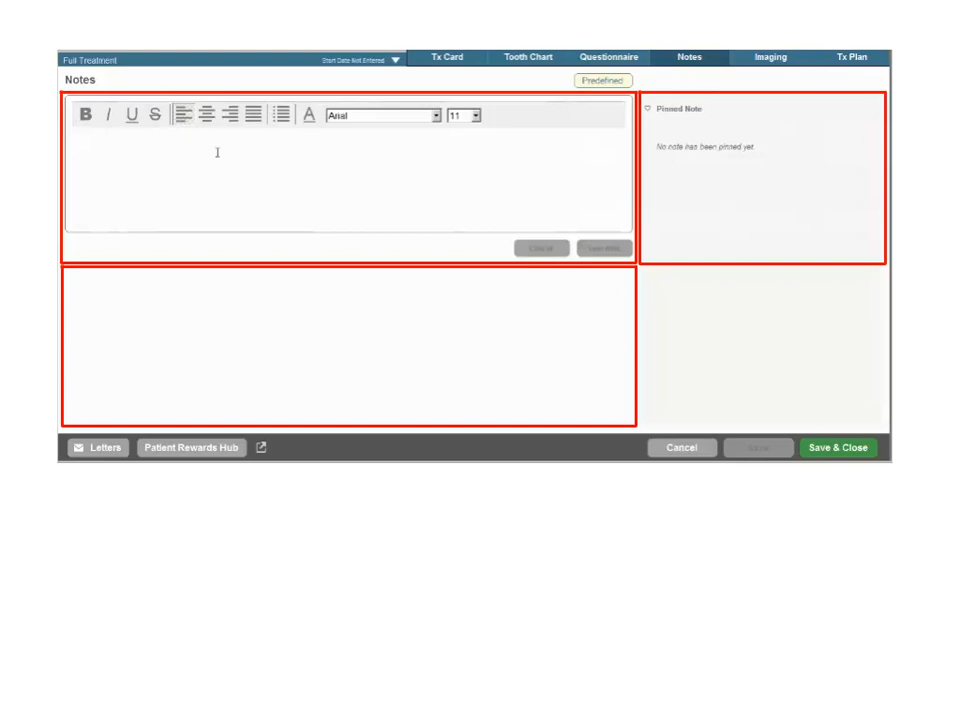 Full Treatment
Start Date Not Entered
Tx Card
Tooth Chart
Questionnaire
Notes
Imaging
Tx Plan
Notes
Predefined
B I U S A Arial 11
Pinned Note
No note has been pinned yet
Cancel
Letters
Patient Rewards Hub
Cancel
Save & Close